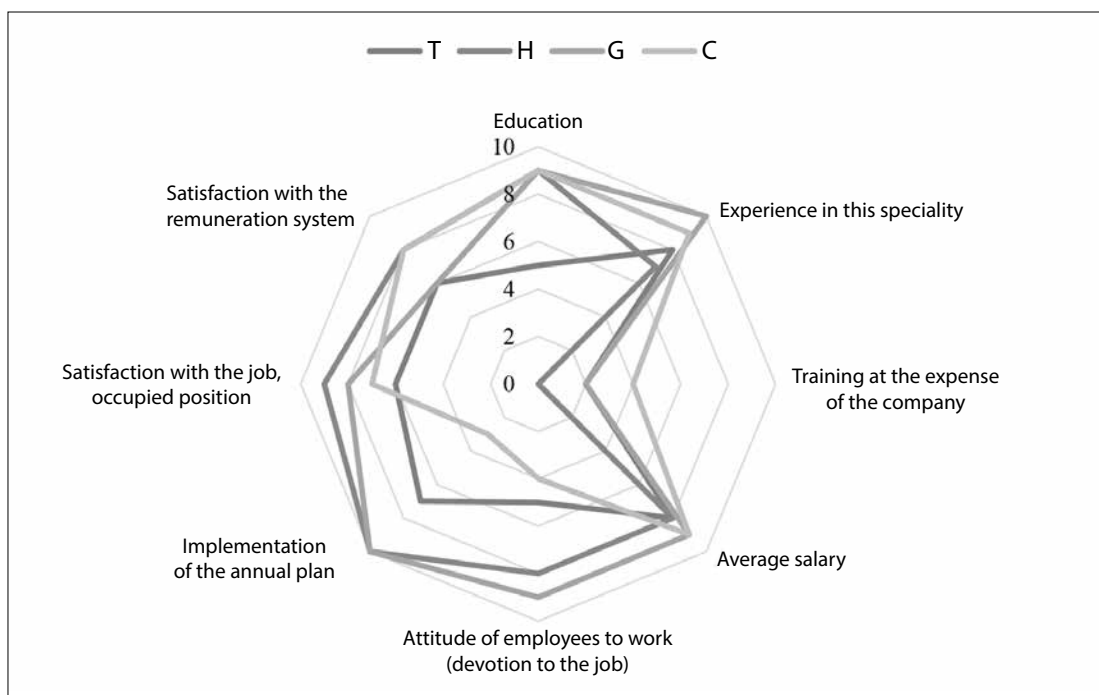 T H G C
Education
10
8
6
4
2
0
Satisfaction with the
remuneration system
Experience in this speciality
Satisfaction with the job,
occupied position
Training at the expense
of the company
Implementation
of the annual plan
Average salary
Attitude of employees to work
(devotion to the job)